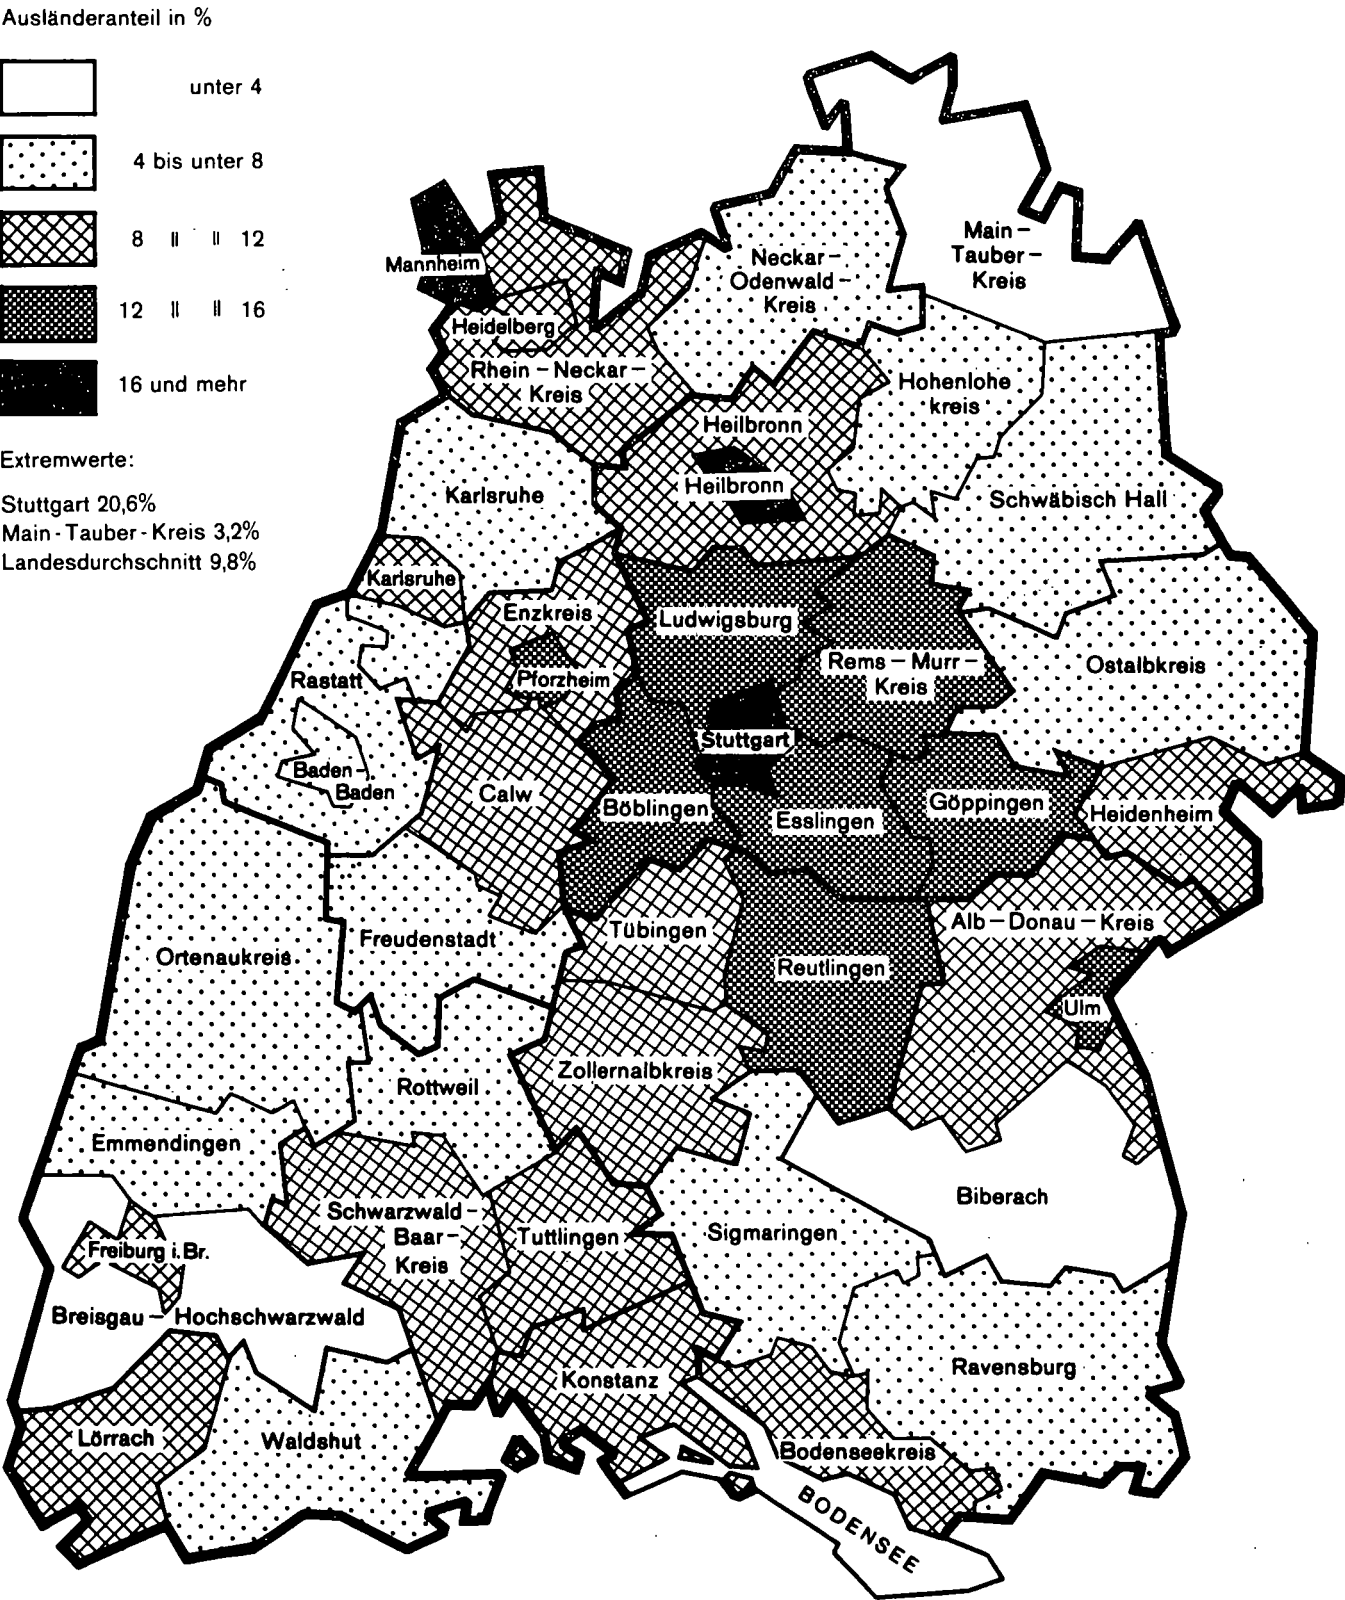 Ausländeranteil in %
unter 4
4 bis unter 8
8 " " 12
12 " " 16
16 und mehr
Extremwerte:
Stuttgart 20,6%
Main-Tauber-Kreis 3,2%
Landesdurchschnitt 9,8%
Mannheim
Heidelberg
Rhein-Neckar-
Kreis
Neckar-
Odenwald-
Kreis
Main-
Tauber-
Kreis
Hohenlohe
kreis
Heilbronn
Heilbronn
Schwäbisch Hall
Karlsruhe
Karlsruhe
Enzkreis
Pforzheim
Ludwigsburg
Rems-Murr-
Kreis
Ostalbkreis
Rastatt
Baden-
Baden
Calw
Stuttgart
Böblingen
Esslingen
Göppingen
Heidenheim
Ortenaukreis
Freudenstadt
Tübingen
Reutlingen
Alb-Donau-Kreis
Ulm
Rottweil
Zollernalbkreis
Emmendingen
Biberach
Schwarzwald-
Baar-
Kreis
Tuttlingen
Sigmaringen
Freiburg i.Br.
Breisgau-Hochschwarzwald
Konstanz
Ravensburg
Lörrach
Waldshut
Bodenseekreis
BODENSEE